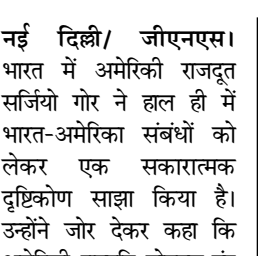 नई दिल्ली/ जीएनएस।
भारत में अमेरिकी राजदूत
सर्जियो गोर ने हाल ही में
भारत-अमेरिका संबंधों को
लेकर एक सकारात्मक
दृष्टिकोण साझा किया है।
उन्होंने जोर देकर कहा कि